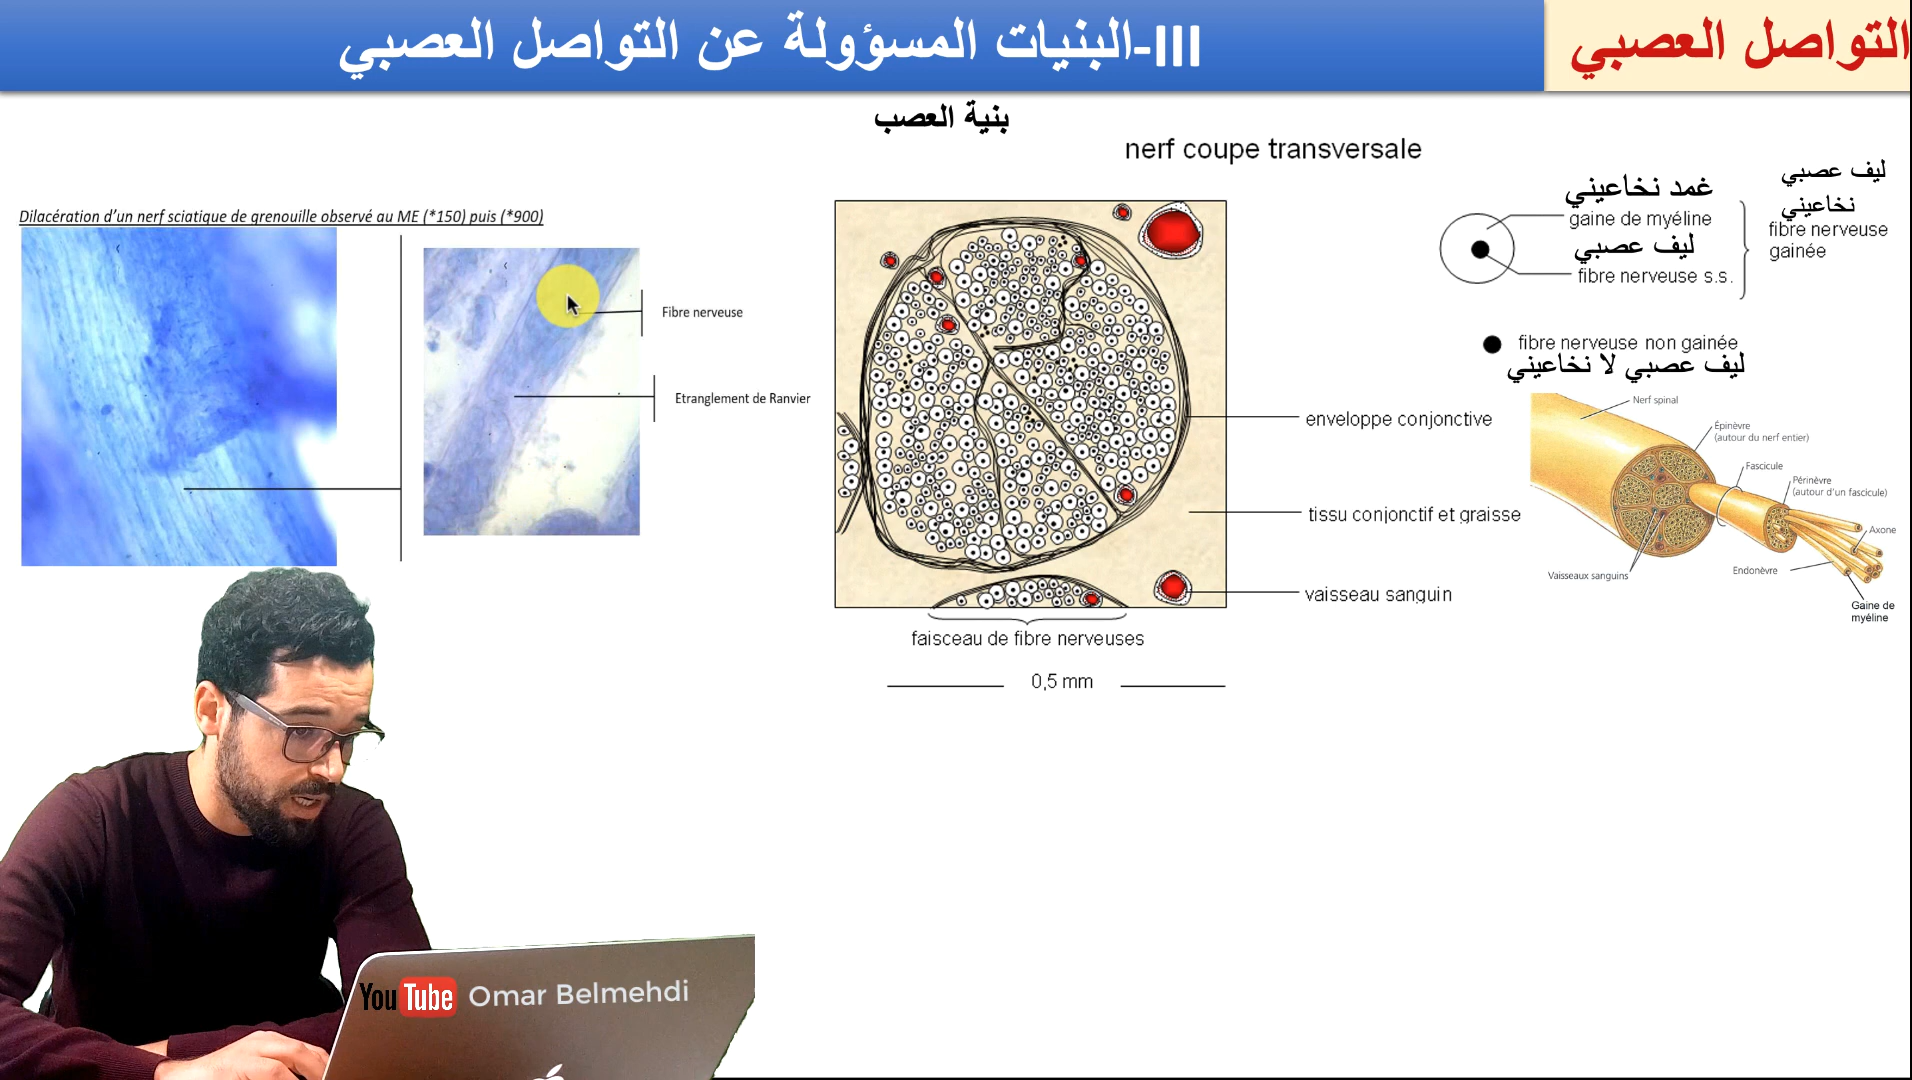 III-البنيات المسؤولة عن التواصل العصبي
التواصل العصبي
بنية العصب
nerf coupe transversale
Dilacération d'un nerf sciatique de grenouille observé au ME (*150) puis (*900)
Fibre nerveuse
Etranglement de Ranvier
enveloppe conjonctive
tissu conjonctif et graisse
vaisseau sanguin
faisceau de fibre nerveuses
0,5 mm
غمد نخاعيني
gaine de myéline
ليف عصبي
fibre nerveuse s.s.
ليف عصبي
نخاعيني
fibre nerveuse
gainée
fibre nerveuse non gainée
ليف عصبي لا نخاعيني
Nerf spinal
Épinèvre
(autour du nerf entier)
Fascicule
Périnèvre
(autour d'un fascicule)
Axone
Endonèvre
Vaisseaux sanguins
Gaine de
myéline
YouTube Omar Belmehdi